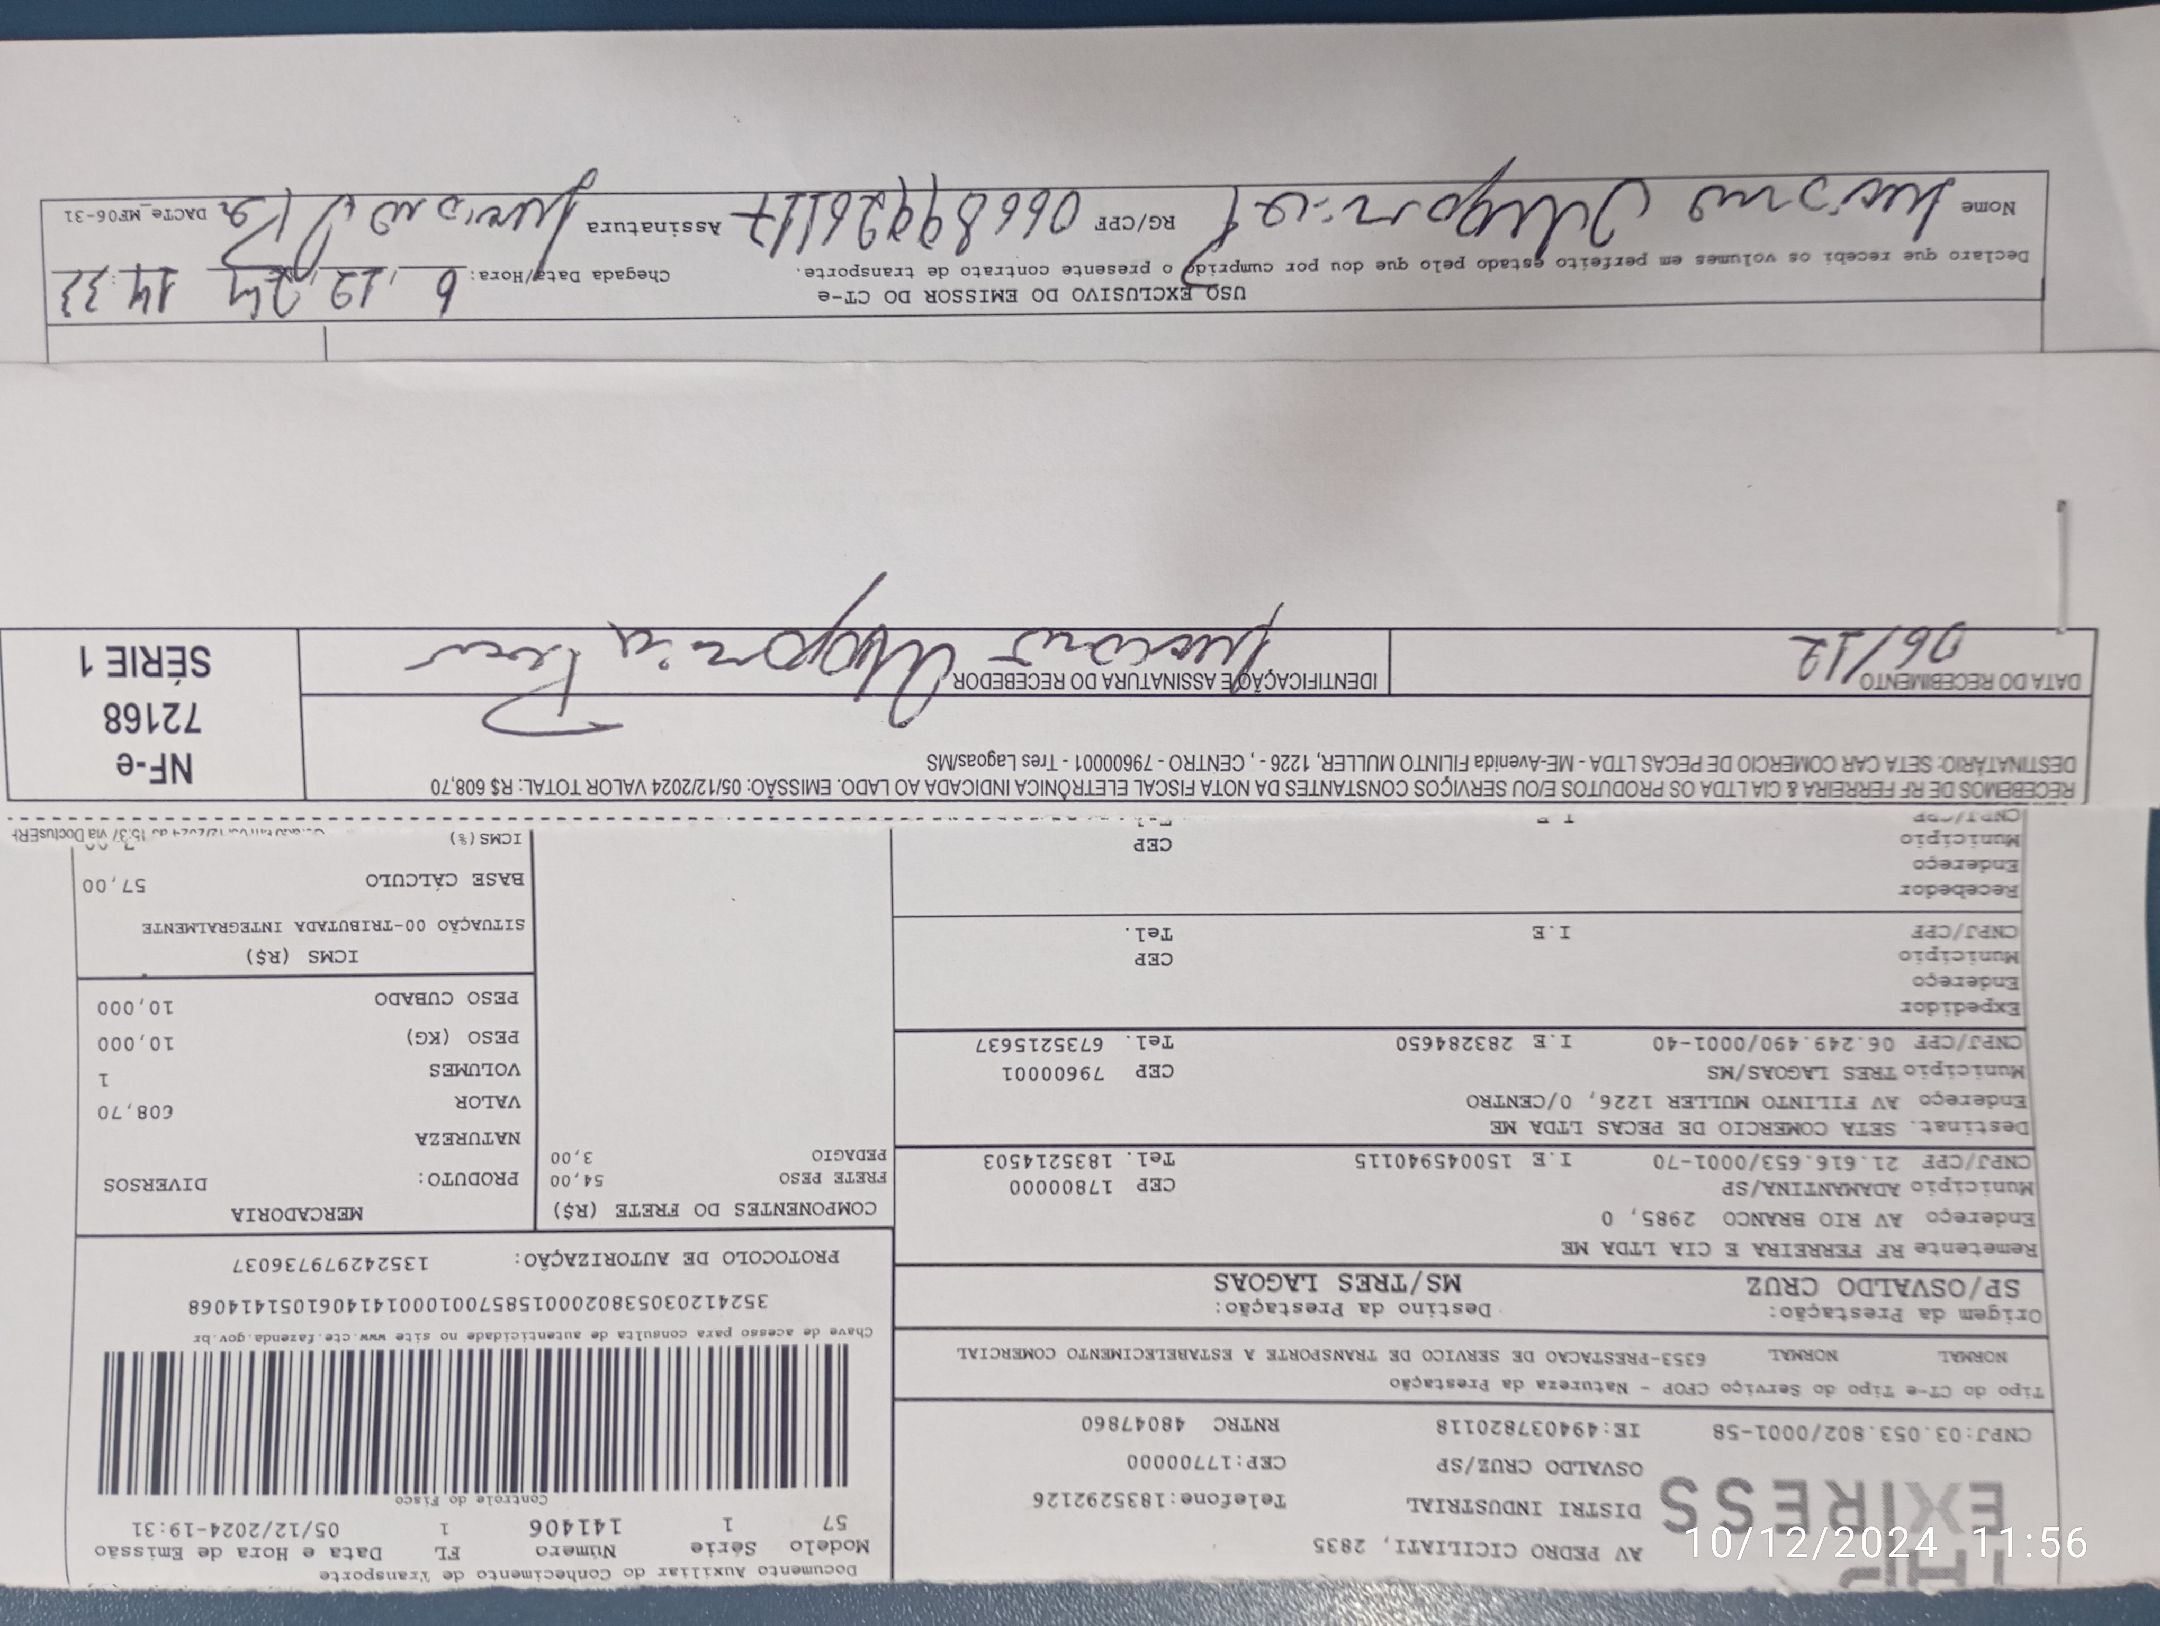 Documento Auxiliar do Conhecimento de Transporte
Modelo Série Número FL Data e Hora de Emissão
57 1 141406 1 05/12/2024-19:31
Controle do Fisco
Chave de acesso para consulta de autenticidade no site www.cte.fazenda.gov.br
35241203053802000158570010001414061051414068
PROTOCOLO DE AUTORIZAÇÃO: 135242979736037
EXPRESS
AV PEDRO CICILIATI, 2835
DISTRI INDUSTRIAL Telefone:1835292126
OSVALDO CRUZ/SP CEP:17700000
CNPJ:03.053.802/0001-58 IE:494037820118 RNTRC 48047860
Tipo do CT-e Tipo do Serviço CFOP - Natureza da Prestação
NORMAL NORMAL 6353-PRESTACAO DE SERVICO DE TRANSPORTE A ESTABELECIMENTO COMERCIAL
Origem da Prestação: Destino da Prestação:
SP/OSVALDO CRUZ MS/TRES LAGOAS
Remetente RF FERREIRA E CIA LTDA ME
Endereço AV RIO BRANCO 2985, 0
Município ADAMANTINA/SP CEP 17800000
CNPJ/CPF 21.616.653/0001-70 I.E 150045940115 Tel. 1835214503
Destinat. SETA COMERCIO DE PECAS LTDA ME
Endereço AV FILINTO MULLER 1226, 0/CENTRO
Município TRES LAGOAS/MS CEP 79600001
CNPJ/CPF 06.249.490/0001-40 I.E 283284650 Tel. 6735215637
Expedidor
Endereço
Município CEP
CNPJ/CPF I.E Tel.
Recebedor
Endereço
Município CEP
CNPJ/CPF
COMPONENTES DO FRETE (R$)
FRETE PESO 54,00
PEDAGIO 3,00
MERCADORIA
PRODUTO: DIVERSOS
NATUREZA
VALOR 608,70
VOLUMES 1
PESO (KG) 10,000
PESO CUBADO 10,000
ICMS (R$)
SITUAÇÃO 00-TRIBUTADA INTEGRALMENTE
BASE CÁLCULO 57,00
ICMS(%)
RECEBEMOS DE RF FERREIRA & CIA LTDA OS PRODUTOS E/OU SERVIÇOS CONSTANTES DA NOTA FISCAL ELETRÔNICA INDICADA AO LADO. EMISSÃO: 05/12/2024 VALOR TOTAL: R$ 608,70
DESTINATÁRIO: SETA CAR COMERCIO DE PECAS LTDA - ME-Avenida FILINTO MULLER, 1226 - , CENTRO - 79600001 - Tres Lagoas/MS
DATA DO RECEBIMENTO
06/12
IDENTIFICAÇÃO E ASSINATURA DO RECEBEDOR
NF-e
72168
SÉRIE 1
USO EXCLUSIVO DO EMISSOR DO CT-e
Declaro que recebi os volumes em perfeito estado pelo que dou por cumprido o presente contrato de transporte.
Chegada Data/Hora: 6 12 24 14:33
Nome
RG/CPF
Assinatura
DACTe_MF06-31
10/12/2024 11:56